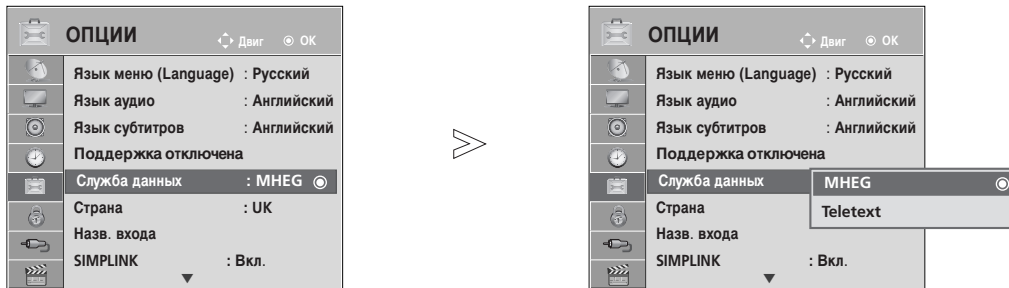 ОПЦИИ
Двиг ОК
Язык меню (Language) : Русский
Язык аудио : Английский
Язык субтитров : Английский
Поддержка отключена
Служба данных : MHEG
Страна : UK
Назв. входа
SIMPLINK : Вкл.
ОПЦИИ
Двиг ОК
Язык меню (Language) : Русский
Язык аудио : Английский
Язык субтитров : Английский
Поддержка отключена
Служба данных
MHEG
Страна
Teletext
Назв. входа
SIMPLINK : Вкл.